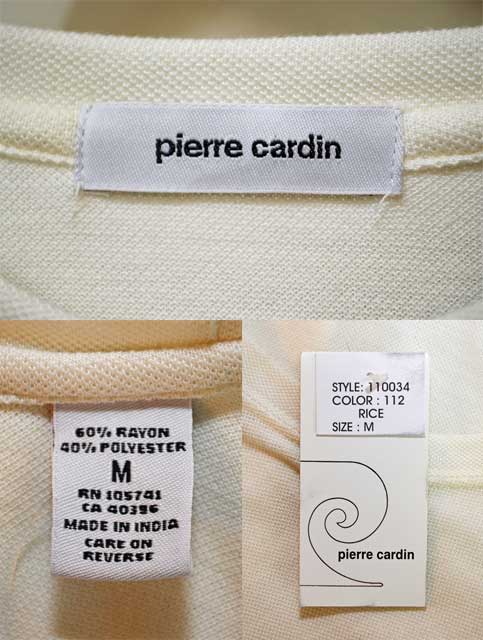 pierre cardin
60% RAYON
40% POLYESTER
M
RN 105741
CA 40396
MADE IN INDIA
CARE ON
REVERSE
STYLE: 110034
COLOR : 112
RICE
SIZE : M
pierre cardin